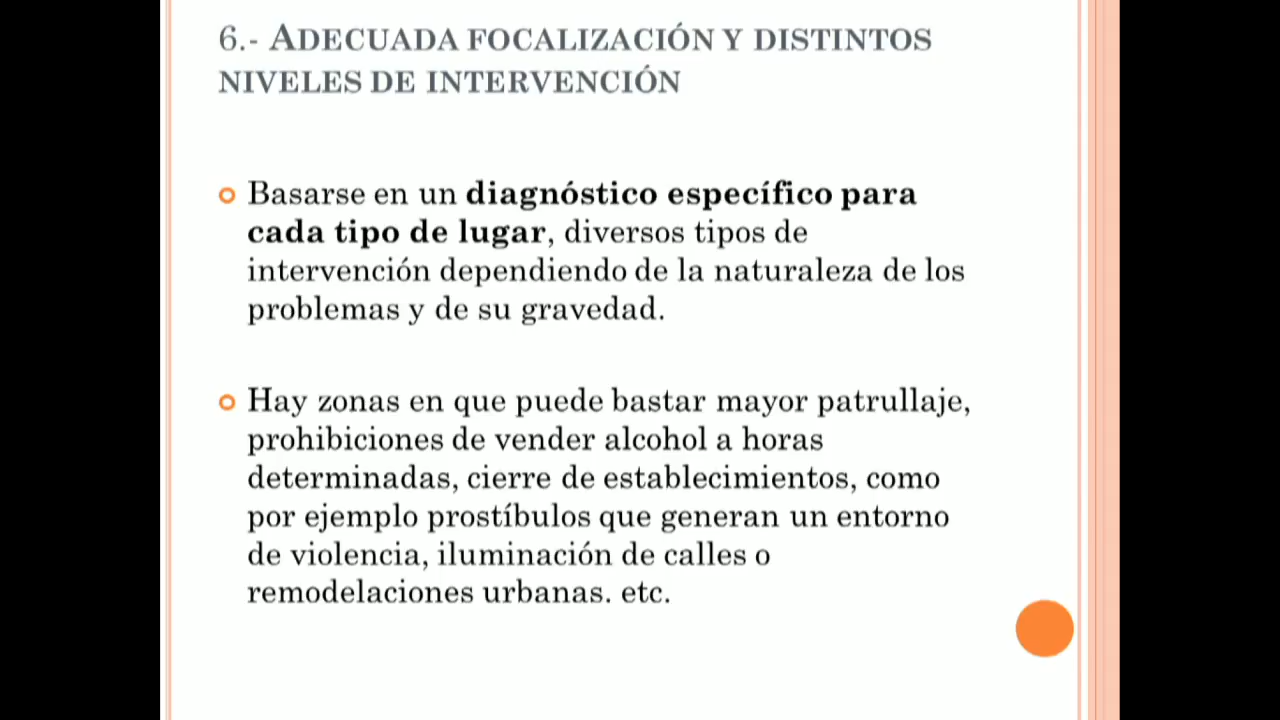 6.- ADECUADA FOCALIZACIÓN Y DISTINTOS
NIVELES DE INTERVENCIÓN
Basarse en un diagnóstico específico para
cada tipo de lugar, diversos tipos de
intervención dependiendo de la naturaleza de los
problemas y de su gravedad.
Hay zonas en que puede bastar mayor patrullaje,
prohibiciones de vender alcohol a horas
determinadas, cierre de establecimientos, como
por ejemplo prostíbulos que generan un entorno
de violencia, iluminación de calles o
remodelaciones urbanas. etc.